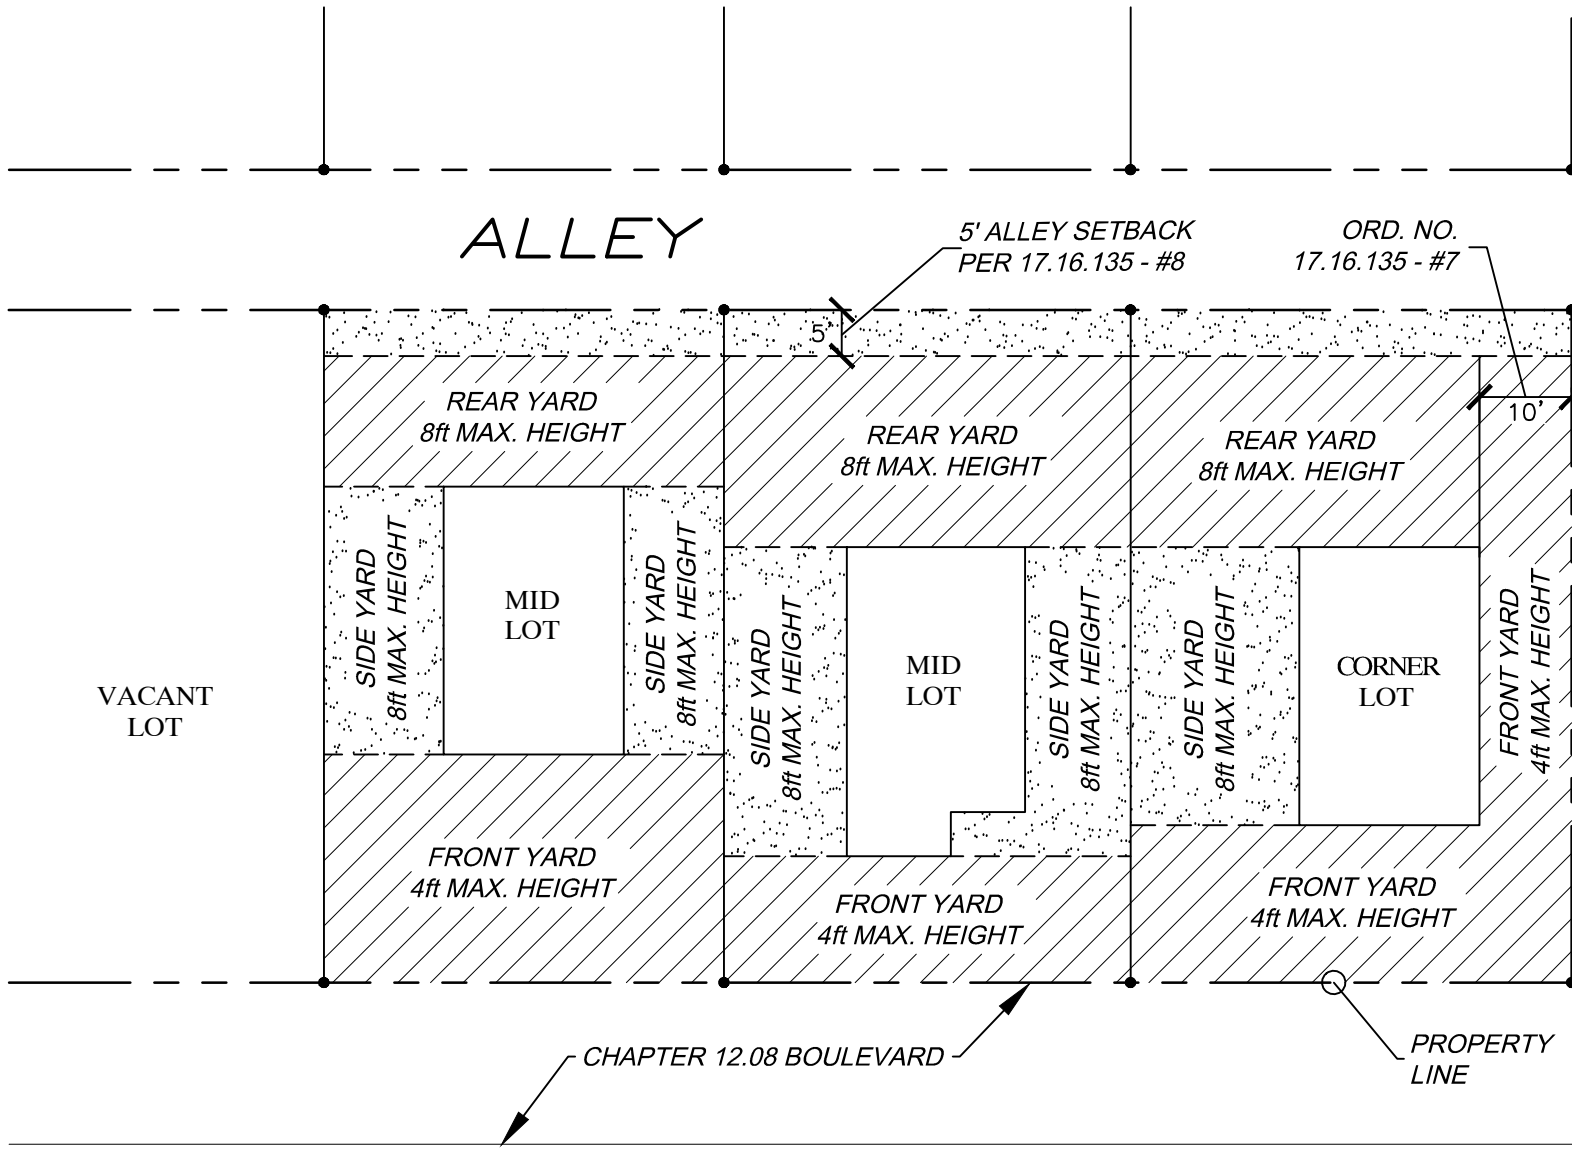 ALLEY
5' ALLEY SETBACK
PER 17.16.135 - #8
ORD. NO.
17.16.135 - #7
5'
10'
REAR YARD
8ft MAX. HEIGHT
REAR YARD
8ft MAX. HEIGHT
REAR YARD
8ft MAX. HEIGHT
VACANT
LOT
SIDE YARD
8ft MAX. HEIGHT
MID
LOT
SIDE YARD
8ft MAX. HEIGHT
SIDE YARD
8ft MAX. HEIGHT
MID
LOT
SIDE YARD
8ft MAX. HEIGHT
SIDE YARD
8ft MAX. HEIGHT
CORNER
LOT
FRONT YARD
4ft MAX. HEIGHT
FRONT YARD
4ft MAX. HEIGHT
FRONT YARD
4ft MAX. HEIGHT
FRONT YARD
4ft MAX. HEIGHT
CHAPTER 12.08 BOULEVARD
PROPERTY
LINE